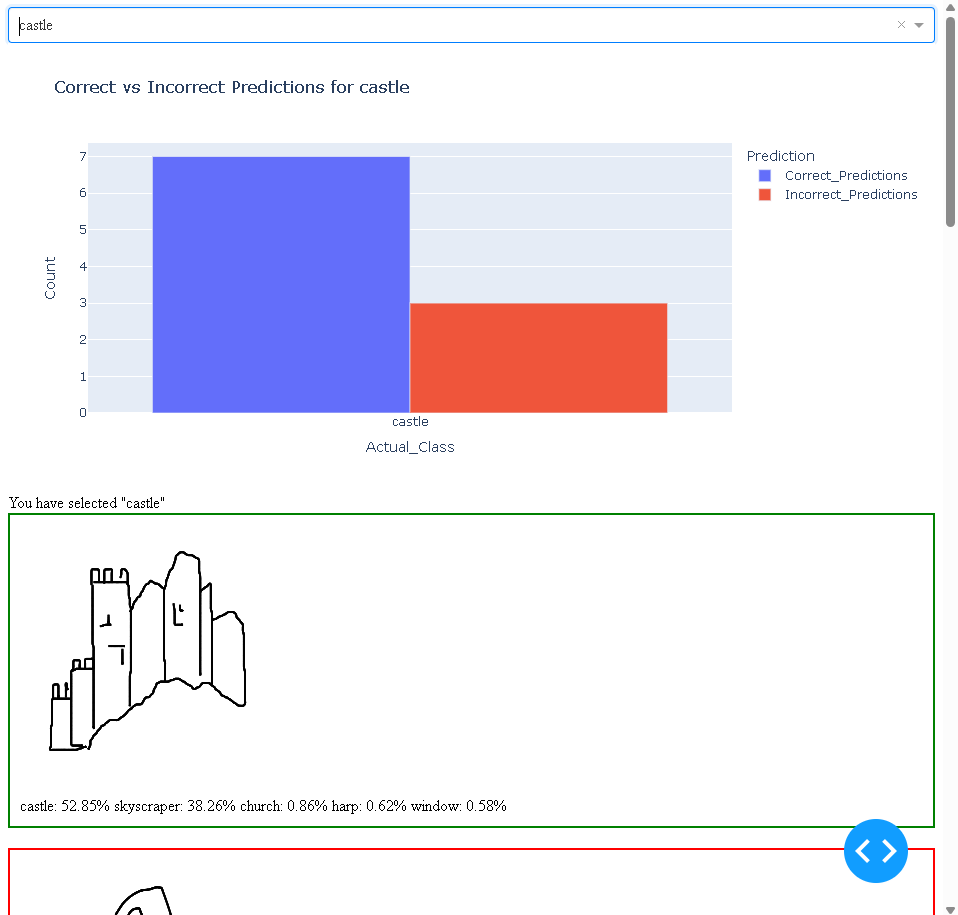 castle
Correct vs Incorrect Predictions for castle
7
6
5
4
3
2
1
0
Count
castle
Actual_Class
Prediction
Correct_Predictions
Incorrect_Predictions
You have selected "castle"
castle: 52.85% skyscraper: 38.26% church: 0.86% harp: 0.62% window: 0.58%